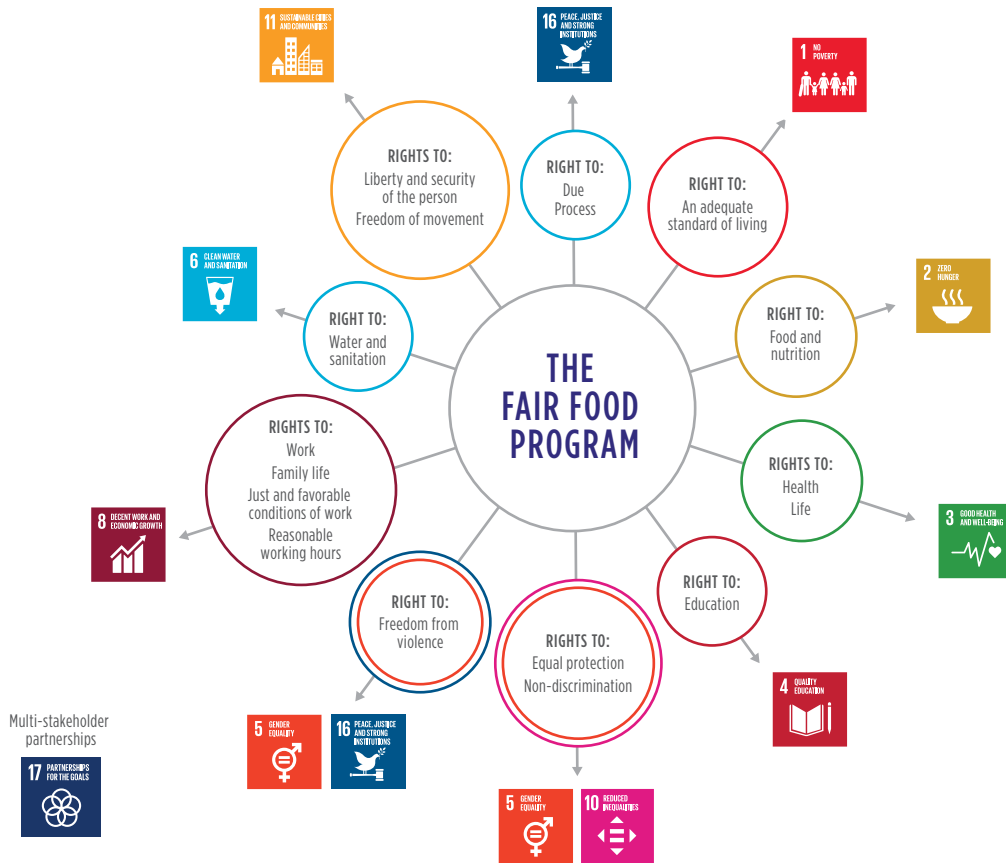 THE
FAIR FOOD
PROGRAM
11 SUSTAINABLE CITIES
AND COMMUNITIES
RIGHTS TO:
Liberty and security
of the person
Freedom of movement
16 PEACE, JUSTICE
AND STRONG
INSTITUTIONS
RIGHT TO:
Due
Process
1 NO
POVERTY
RIGHT TO:
An adequate
standard of living
2 ZERO
HUNGER
RIGHT TO:
Food and
nutrition
3 GOOD HEALTH
AND WELL-BEING
RIGHTS TO:
Health
Life
RIGHT TO:
Education
4 QUALITY
EDUCATION
RIGHTS TO:
Equal protection
Non-discrimination
5 GENDER
EQUALITY
10 REDUCED
INEQUALITIES
RIGHT TO:
Freedom from
violence
5 GENDER
EQUALITY
16 PEACE, JUSTICE
AND STRONG
INSTITUTIONS
RIGHTS TO:
Work
Family life
Just and favorable
conditions of work
Reasonable
working hours
8 DECENT WORK AND
ECONOMIC GROWTH
6 CLEAN WATER
AND SANITATION
RIGHT TO:
Water and
sanitation
Multi-stakeholder
partnerships
17 PARTNERSHIPS
FOR THE GOALS